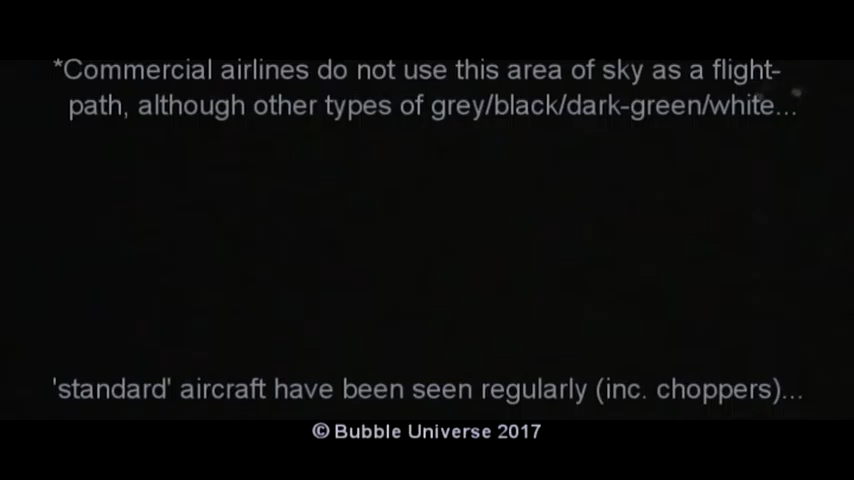 *Commercial airlines do not use this area of sky as a flight-
path, although other types of grey/black/dark-green/white...
'standard' aircraft have been seen regularly (inc. choppers)...
© Bubble Universe 2017